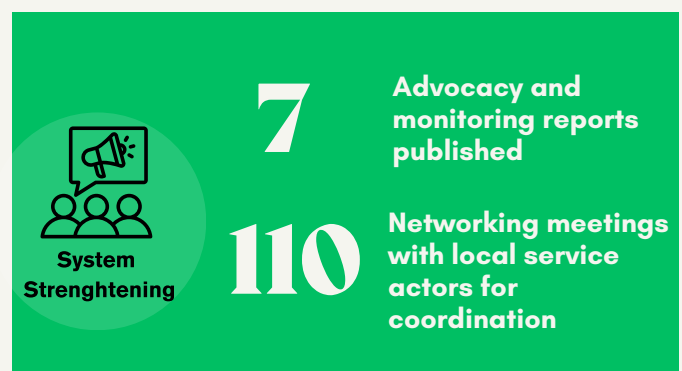 System
Strenghtening
7
Advocacy and
monitoring reports
published
110
Networking meetings
with local service
actors for
coordination